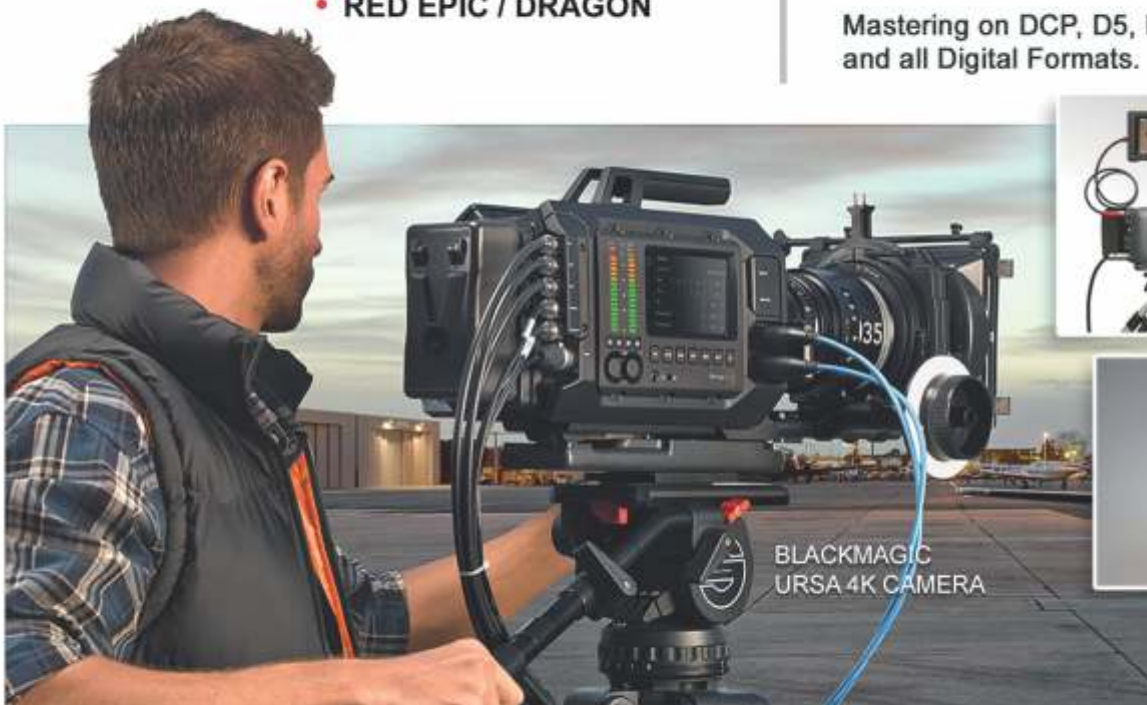 • RED EPIC / DRAGON
Mastering on DCP, D5,
and all Digital Formats.
135
BLACKMAGIC
URSA 4K CAMERA